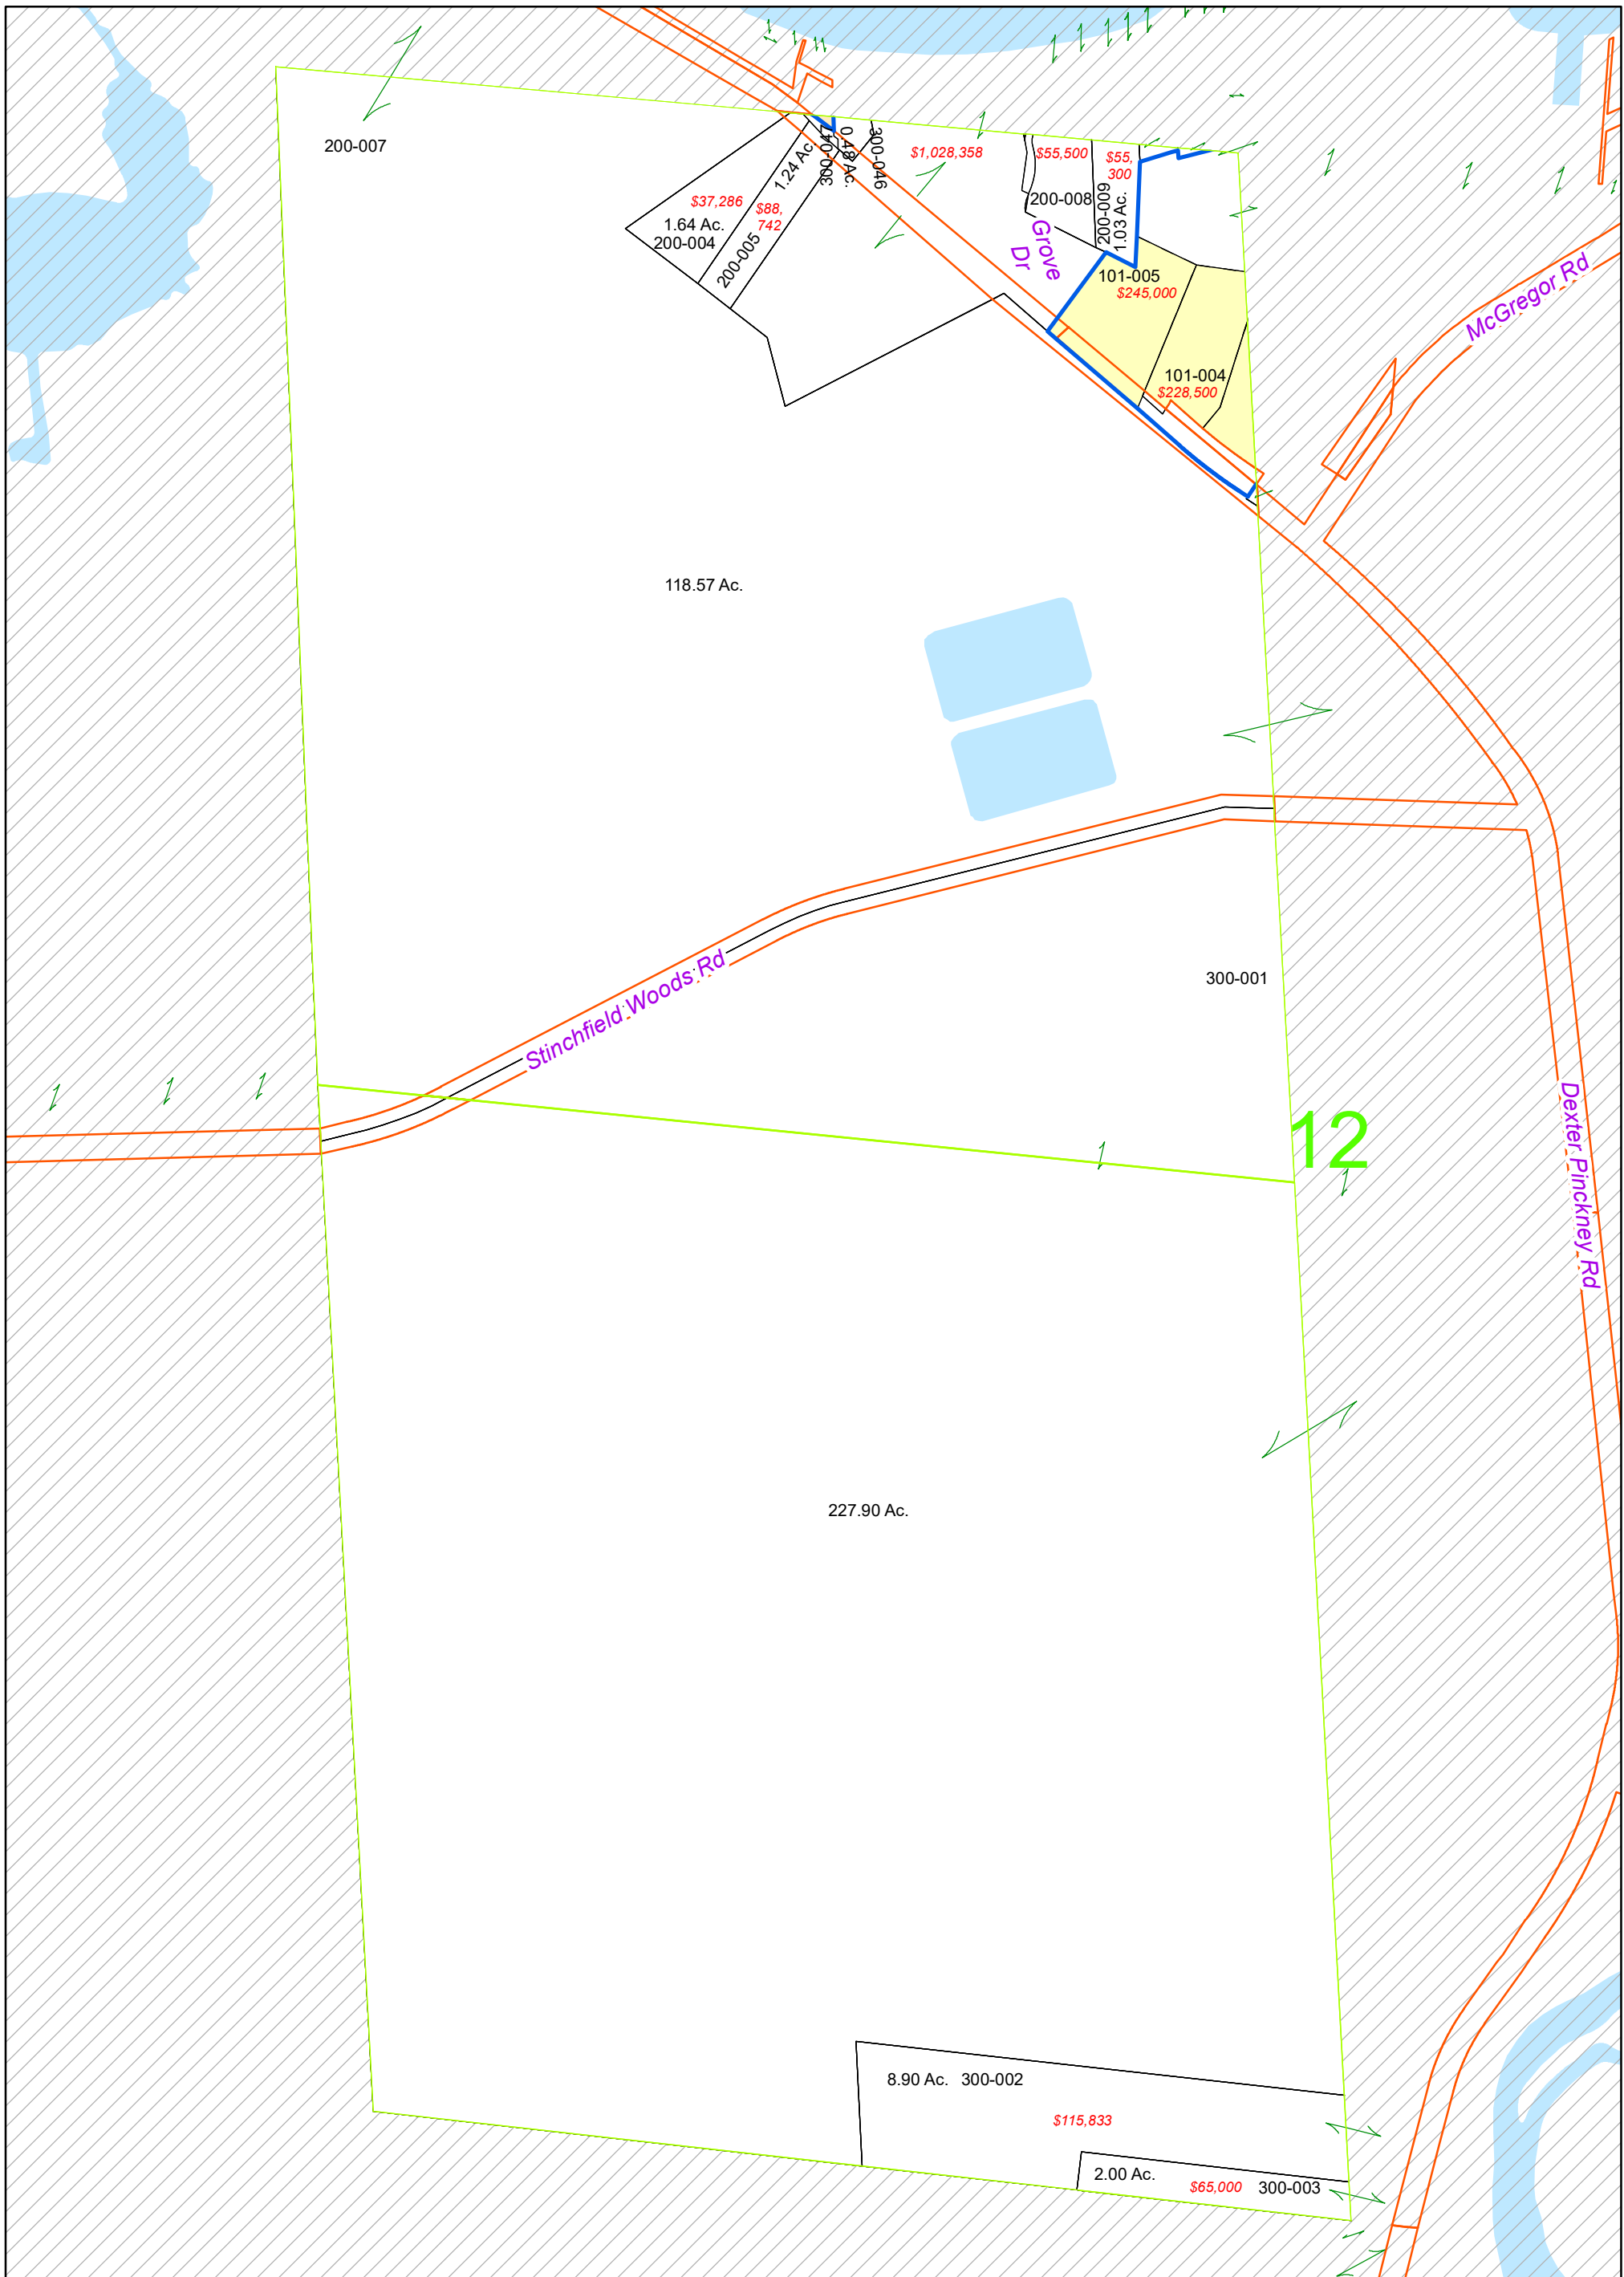 200-007
$37,286
1.64 Ac.
200-004
1.24 Ac.
$88,
742
200-005
300-047
0.48 Ac.
300-046
$1,028,358
$55,500
200-008
$55,
300
200-009
1.03 Ac.
Grove
Dr
101-005
$245,000
101-004
$228,500
McGregor Rd
118.57 Ac.
Stinchfield Woods Rd
300-001
12
Dexter Pinckney Rd
227.90 Ac.
8.90 Ac. 300-002
$115,833
2.00 Ac.
$65,000 300-003